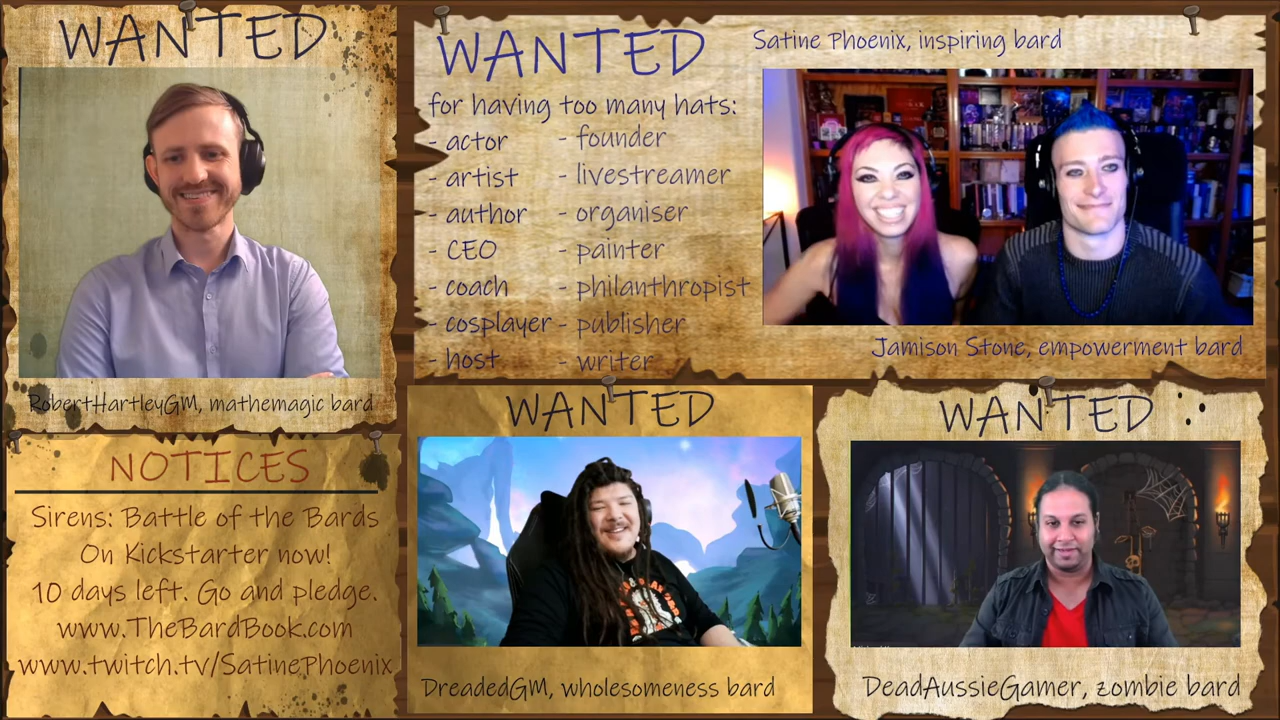 WANTED
RobertHartleyGM, mathemagic bard
WANTED
for having too many hats:
- actor
- artist
- author
- CEO
- coach
- cosplayer
- host
- founder
- livestreamer
- organiser
- painter
- philanthropist
- publisher
- writer
Satine Phoenix, inspiring bard
Jamison Stone, empowerment bard
NOTICES
Sirens: Battle of the Bards
On Kickstarter now!
10 days left. Go and pledge.
www.TheBardBook.com
www.twitch.tv/SatinePhoenix
WANTED
DreadedGM, wholesomeness bard
WANTED
DeadAussieGamer, zombie bard